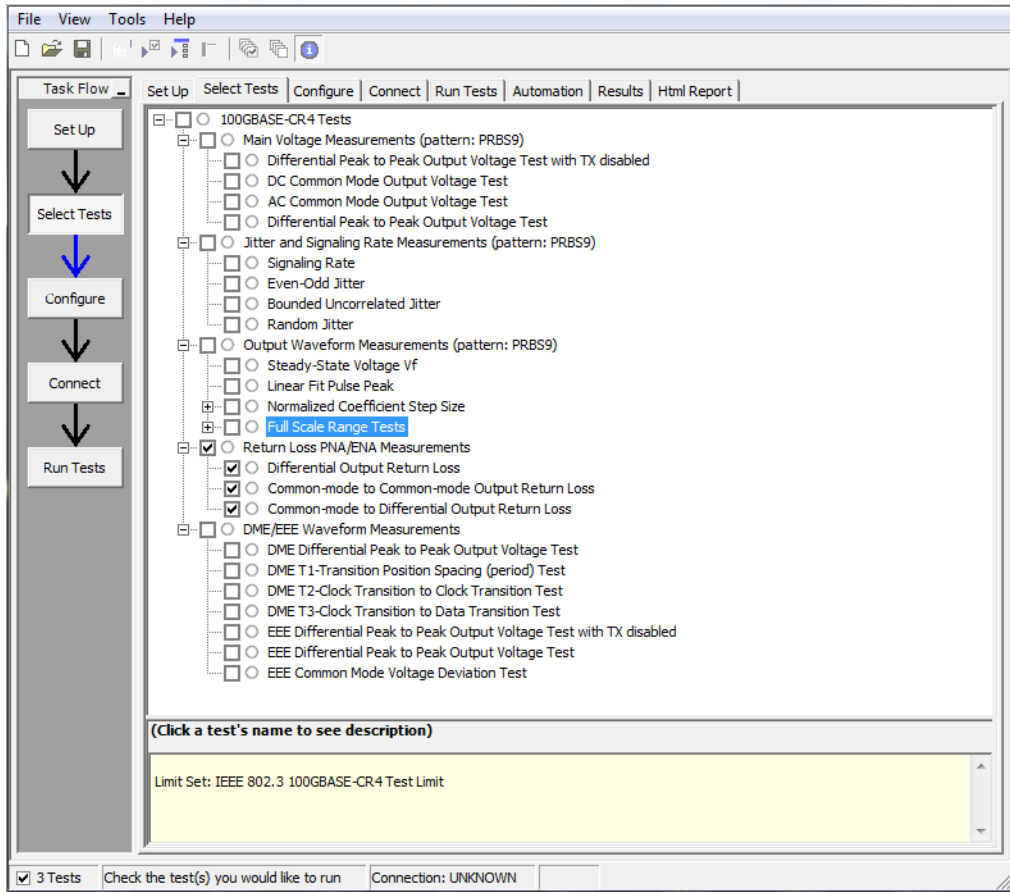 File View Tools Help
Task Flow
Set Up Select Tests Configure Connect Run Tests Automation Results Html Report
Set Up
Select Tests
Configure
Connect
Run Tests
100GBASE-CR4 Tests
Main Voltage Measurements (pattern: PRBS9)
Differential Peak to Peak Output Voltage Test with TX disabled
DC Common Mode Output Voltage Test
AC Common Mode Output Voltage Test
Differential Peak to Peak Output Voltage Test
Jitter and Signaling Rate Measurements (pattern: PRBS9)
Signaling Rate
Even-Odd Jitter
Bounded Uncorrelated Jitter
Random Jitter
Output Waveform Measurements (pattern: PRBS9)
Steady-State Voltage Vf
Linear Fit Pulse Peak
Normalized Coefficient Step Size
Full Scale Range Tests
Return Loss PNA/ENA Measurements
Differential Output Return Loss
Common-mode to Common-mode Output Return Loss
Common-mode to Differential Output Return Loss
DME/EEE Waveform Measurements
DME Differential Peak to Peak Output Voltage Test
DME T1-Transition Position Spacing (period) Test
DME T2-Clock Transition to Clock Transition Test
DME T3-Clock Transition to Data Transition Test
EEE Differential Peak to Peak Output Voltage Test with TX disabled
EEE Differential Peak to Peak Output Voltage Test
EEE Common Mode Voltage Deviation Test
(Click a test's name to see description)
Limit Set: IEEE 802.3 100GBASE-CR4 Test Limit
3 Tests Check the test(s) you would like to run Connection: UNKNOWN